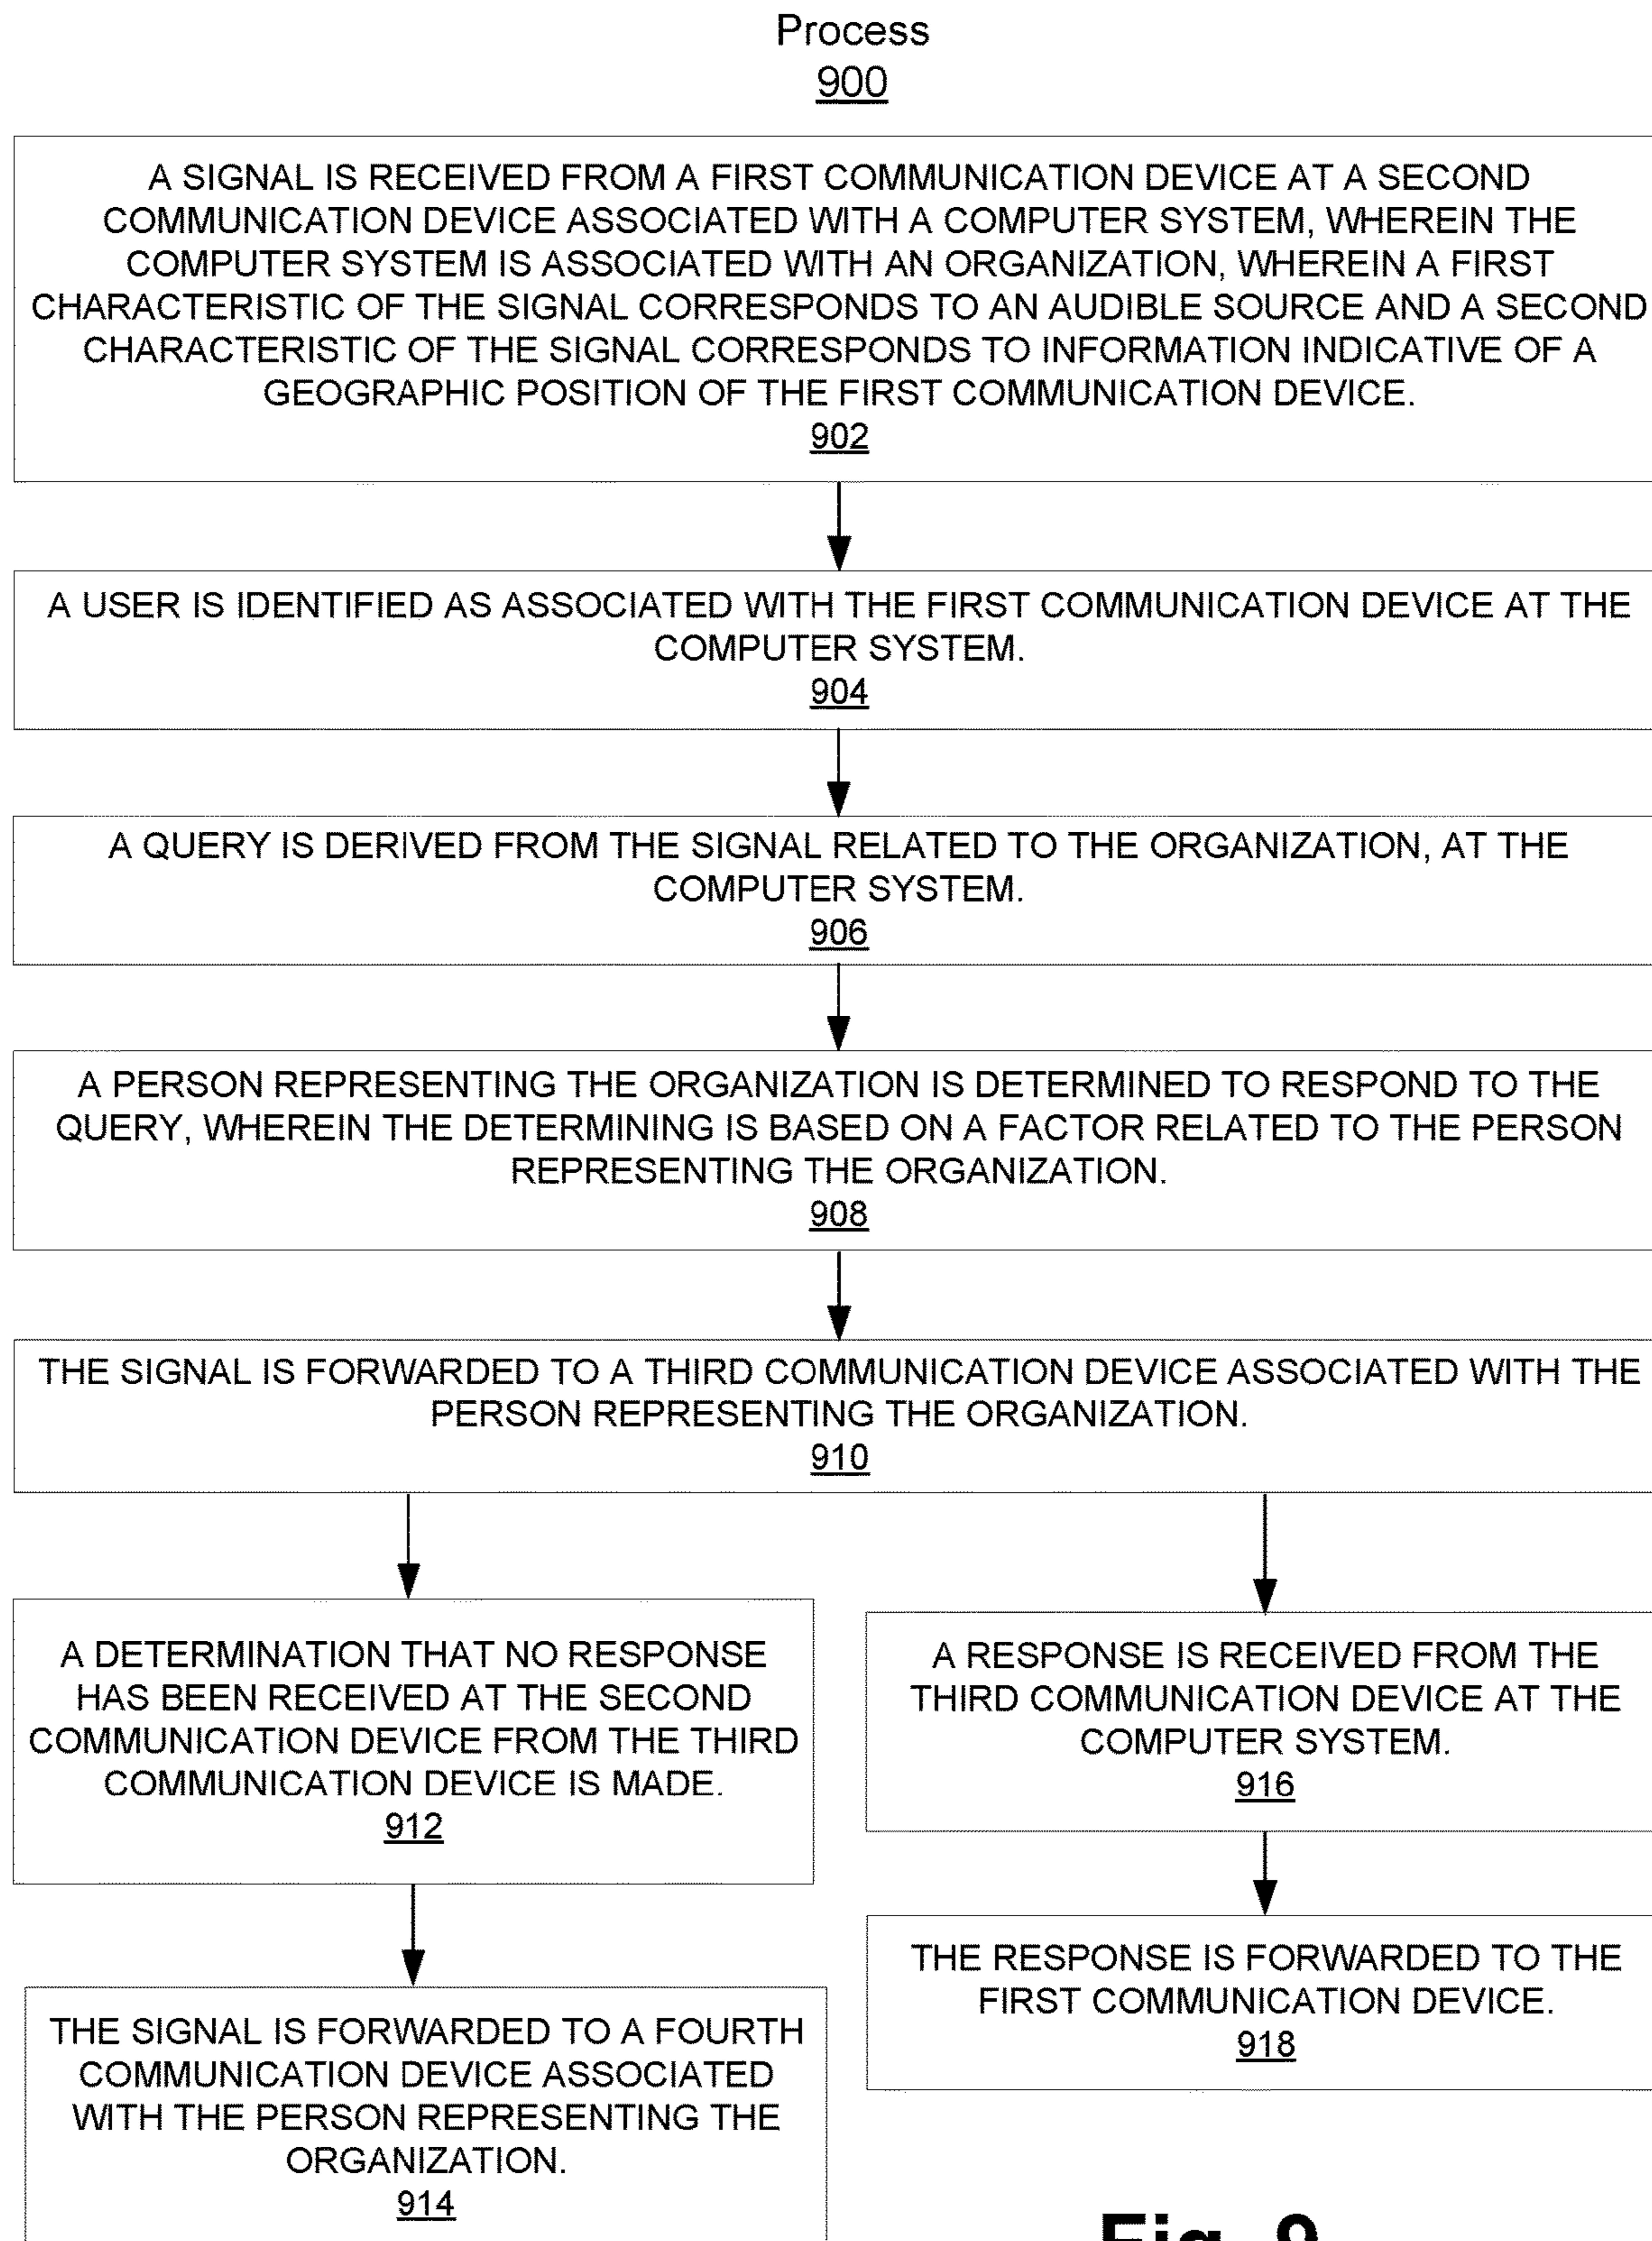 Process
900
A SIGNAL IS RECEIVED FROM A FIRST COMMUNICATION DEVICE AT A SECOND
COMMUNICATION DEVICE ASSOCIATED WITH A COMPUTER SYSTEM, WHEREIN THE
COMPUTER SYSTEM IS ASSOCIATED WITH AN ORGANIZATION, WHEREIN A FIRST
CHARACTERISTIC OF THE SIGNAL CORRESPONDS TO AN AUDIBLE SOURCE AND A SECOND
CHARACTERISTIC OF THE SIGNAL CORRESPONDS TO INFORMATION INDICATIVE OF A
GEOGRAPHIC POSITION OF THE FIRST COMMUNICATION DEVICE.
902
A USER IS IDENTIFIED AS ASSOCIATED WITH THE FIRST COMMUNICATION DEVICE AT THE
COMPUTER SYSTEM.
904
A QUERY IS DERIVED FROM THE SIGNAL RELATED TO THE ORGANIZATION, AT THE
COMPUTER SYSTEM.
906
A PERSON REPRESENTING THE ORGANIZATION IS DETERMINED TO RESPOND TO THE
QUERY, WHEREIN THE DETERMINING IS BASED ON A FACTOR RELATED TO THE PERSON
REPRESENTING THE ORGANIZATION.
908
THE SIGNAL IS FORWARDED TO A THIRD COMMUNICATION DEVICE ASSOCIATED WITH THE
PERSON REPRESENTING THE ORGANIZATION.
910
A DETERMINATION THAT NO RESPONSE
HAS BEEN RECEIVED AT THE SECOND
COMMUNICATION DEVICE FROM THE THIRD
COMMUNICATION DEVICE IS MADE.
912
THE SIGNAL IS FORWARDED TO A FOURTH
COMMUNICATION DEVICE ASSOCIATED
WITH THE PERSON REPRESENTING THE
ORGANIZATION.
914
A RESPONSE IS RECEIVED FROM THE
THIRD COMMUNICATION DEVICE AT THE
COMPUTER SYSTEM.
916
THE RESPONSE IS FORWARDED TO THE
FIRST COMMUNICATION DEVICE.
918
Fig. 9